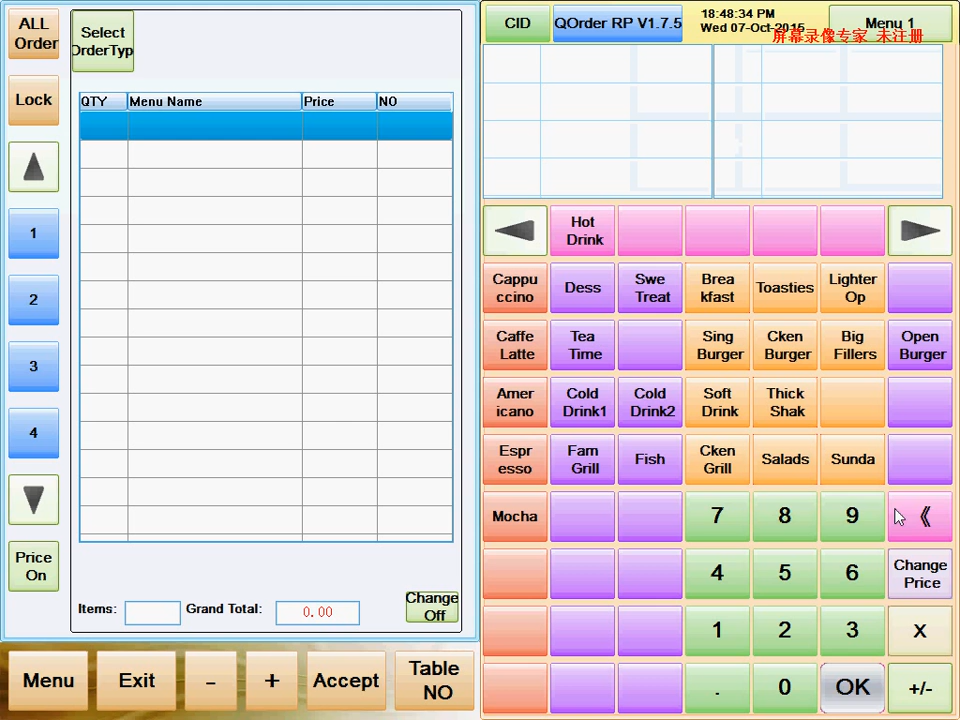 ALL
Order
Lock
1
2
3
4
Price
On
Select
OrderTyp
QTY Menu Name Price NO
Items: Grand Total: 0.00
Change
Off
Menu Exit - + Accept Table
NO
CID QOrder RP V1.7.5 18:48:34 PM
Wed 07-Oct-2015 Menu 1
屏幕录像专家 未注册
Hot
Drink
Cappu
ccino
Dess
Swe
Treat
Brea
kfast
Toasties
Lighter
Op
Caffe
Latte
Tea
Time
Sing
Burger
Cken
Burger
Big
Fillers
Open
Burger
Amer
icano
Cold
Drink1
Cold
Drink2
Soft
Drink
Thick
Shak
Espr
esso
Fam
Grill
Fish
Cken
Grill
Salads
Sunda
Mocha 7 8 9 《
4 5 6 Change
Price
1 2 3 X
. 0 OK +/-